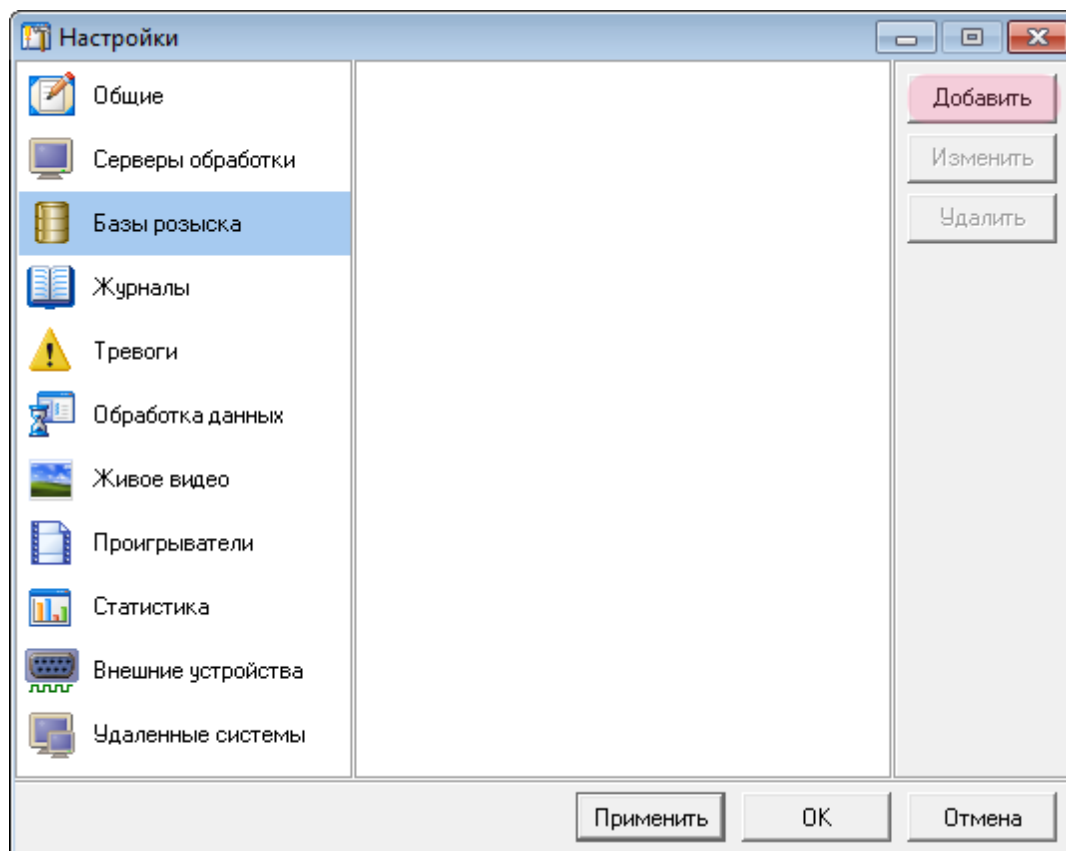 Настройки
Общие
Серверы обработки
Базы розыска
Журналы
Тревоги
Обработка данных
Живое видео
Проигрыватели
Статистика
Внешние устройства
Удаленные системы
Добавить
Изменить
Удалить
Применить
OK
Отмена